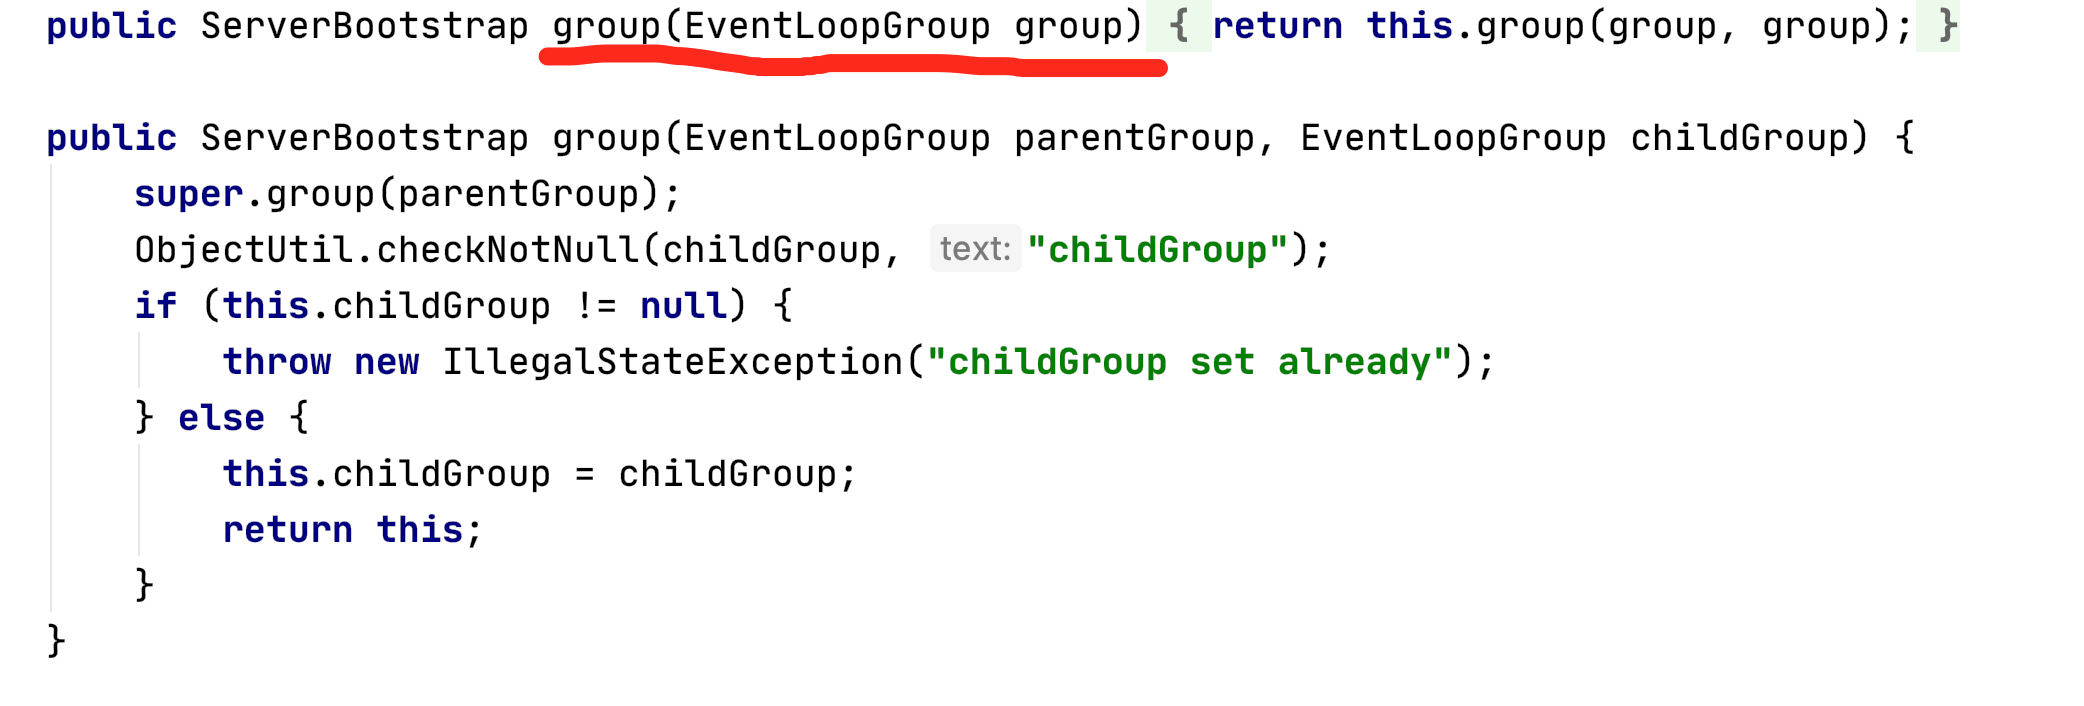 public ServerBootstrap group(EventLoopGroup group) { return this.group(group, group); }
public ServerBootstrap group(EventLoopGroup parentGroup, EventLoopGroup childGroup) {
super.group(parentGroup);
ObjectUtil.checkNotNull(childGroup, text: "childGroup");
if (this.childGroup != null) {
throw new IllegalStateException("childGroup set already");
} else {
this.childGroup = childGroup;
return this;
}
}